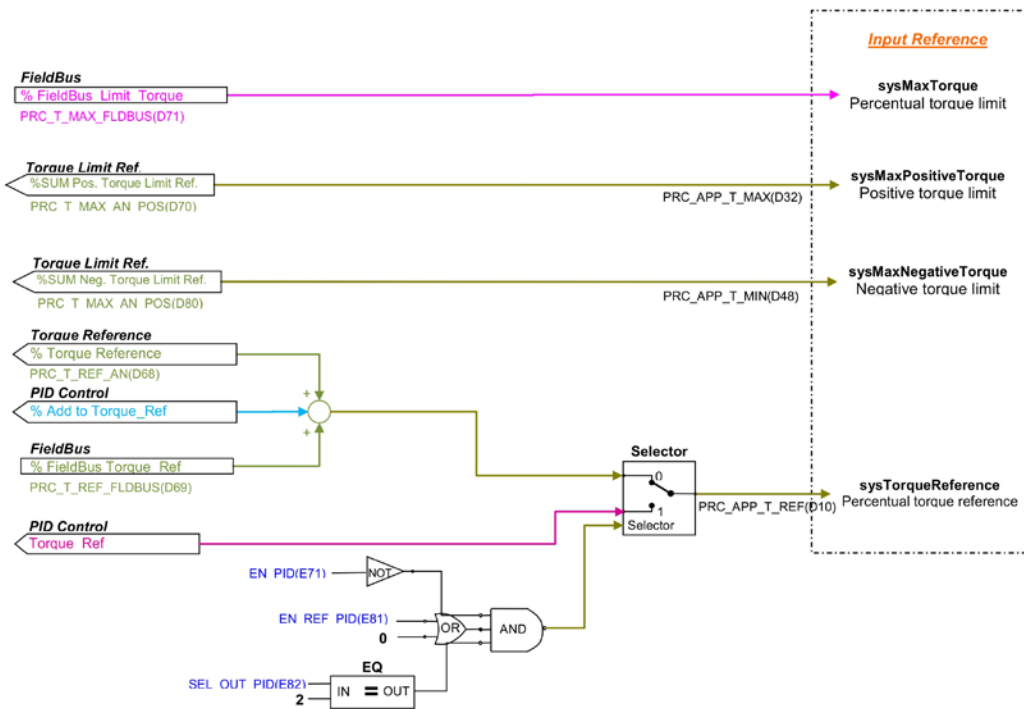 Input Reference
FieldBus
% FieldBus Limit Torque
PRC_T_MAX_FLDBUS(D71)
sysMaxTorque
Percentual torque limit
Torque Limit Ref.
%SUM Pos. Torque Limit Ref.
PRC T MAX AN POS(D70)
PRC_APP_T_MAX(D32)
sysMaxPositiveTorque
Positive torque limit
Torque Limit Ref.
%SUM Neg. Torque Limit Ref.
PRC T MAX AN POS(D80)
PRC_APP_T_MIN(D48)
sysMaxNegativeTorque
Negative torque limit
Torque Reference
% Torque Reference
PRC_T_REF_AN(D68)
+
PID Control
% Add to Torque_Ref
+
FieldBus
% FieldBus Torque Ref
PRC_T_REF_FLDBUS(D69)
Selector
0
1
Selector
PRC_APP_T_REF(D10)
sysTorqueReference
Percentual torque reference
PID Control
Torque Ref
EN PID(E71)
NOT
EN REF PID(E81)
0
OR
AND
EQ
SEL OUT PID(E82)
2
IN = OUT